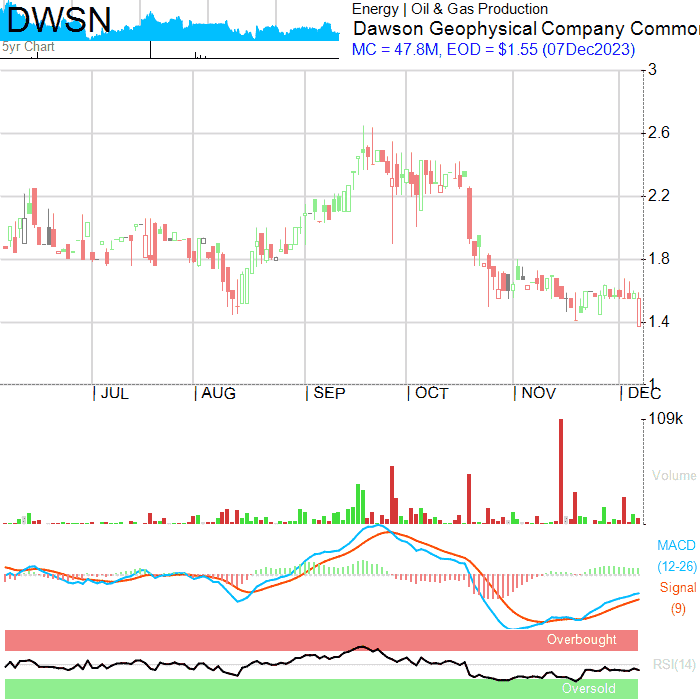 DWSN
5yr Chart
Energy | Oil & Gas Production
Dawson Geophysical Company Commo
MC = 47.8M, EOD = $1.55 (07Dec2023)
3
2.6
2.2
1.8
1.4
1
JUL
AUG
SEP
OCT
NOV
DEC
109k
Volume
MACD
(12-26)
Signal
(9)
Overbought
RSI(14)
Oversold